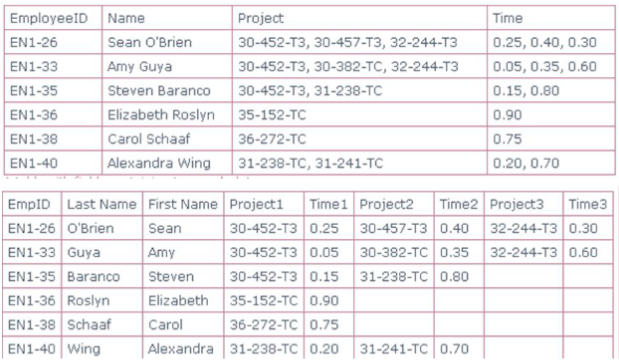 EmployeeID Name Project Time
EN1-26 Sean O'Brien 30-452-T3, 30-457-T3, 32-244-T3 0.25, 0.40, 0.30
EN1-33 Amy Guya 30-452-T3, 30-382-TC, 32-244-T3 0.05, 0.35, 0.60
EN1-35 Steven Baranco 30-452-T3, 31-238-TC 0.15, 0.80
EN1-36 Elizabeth Roslyn 35-152-TC 0.90
EN1-38 Carol Schaaf 36-272-TC 0.75
EN1-40 Alexandra Wing 31-238-TC, 31-241-TC 0.20, 0.70
EmpID Last Name First Name Project1 Time1 Project2 Time2 Project3 Time3
EN1-26 O'Brien Sean 30-452-T3 0.25 30-457-T3 0.40 32-244-T3 0.30
EN1-33 Guya Amy 30-452-T3 0.05 30-382-TC 0.35 32-244-T3 0.60
EN1-35 Baranco Steven 30-452-T3 0.15 31-238-TC 0.80
EN1-36 Roslyn Elizabeth 35-152-TC 0.90
EN1-38 Schaaf Carol 36-272-TC 0.75
EN1-40 Wing Alexandra 31-238-TC 0.20 31-241-TC 0.70